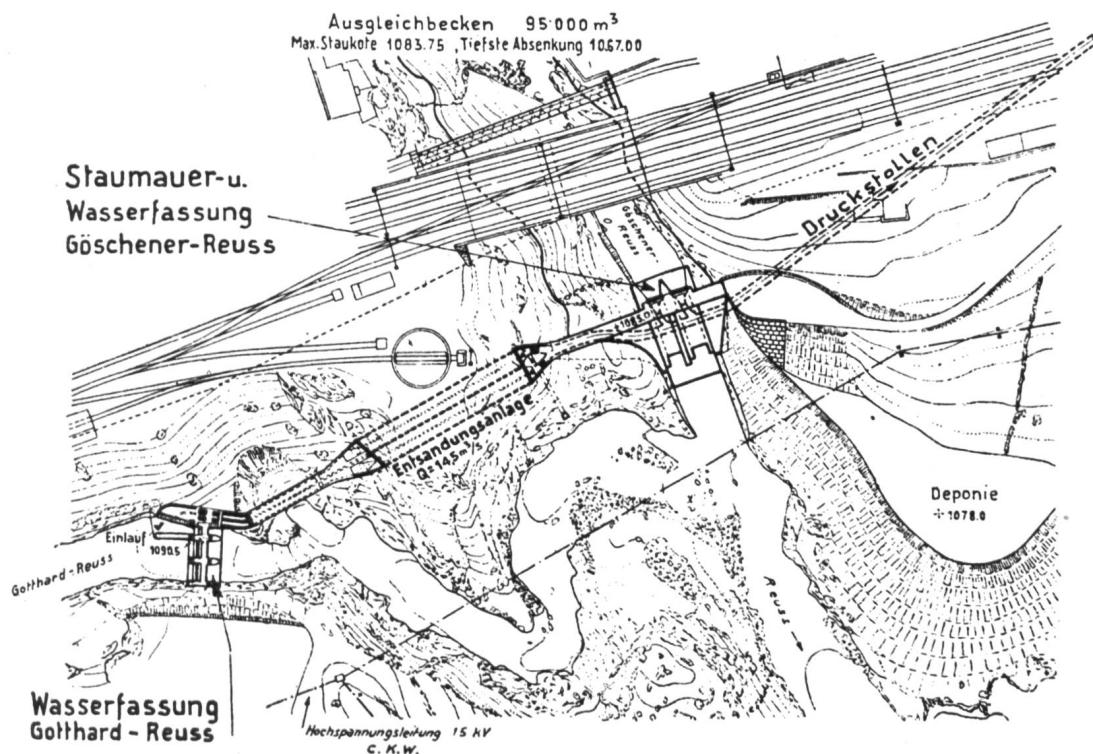 Ausgleichbecken 95'000 m³
Max. Staukote 1083.75, Tiefste Absenkung 1067.00
Staumauer-u.
Wasserfassung
Göschener-Reuss
Göschener-
Reuss
Druckstollen
1083.0
Entsandungsanlage
Q=14,5 m³/s
Einlauf
1090.5
Gotthard-Reuss
Deponie
1078.0
Reuss
Wasserfassung
Gotthard-Reuss
Hochspannungsleitung 15 kV
C.K.W.